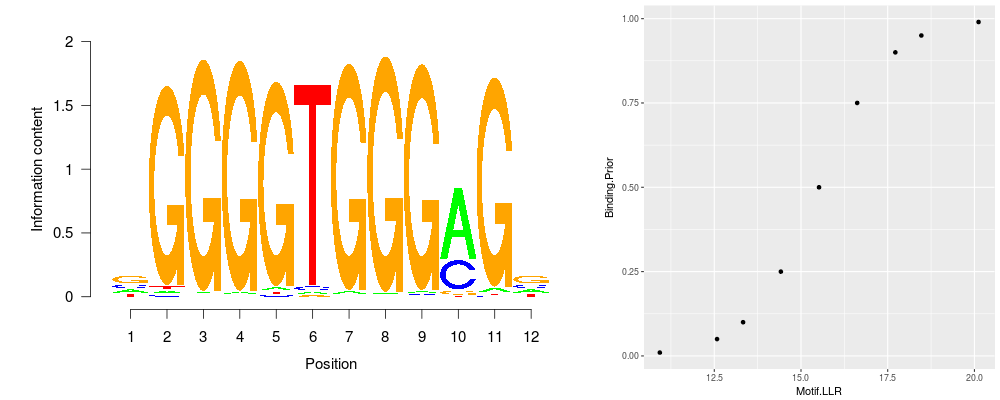 2
1.5
1
0.5
0
Information content
GGGGTGGGAG
C
1 2 3 4 5 6 7 8 9 10 11 12
Position
1.00
0.75
0.50
0.25
0.00
Binding.Prior
12.5 15.0 17.5 20.0
Motif.LLR